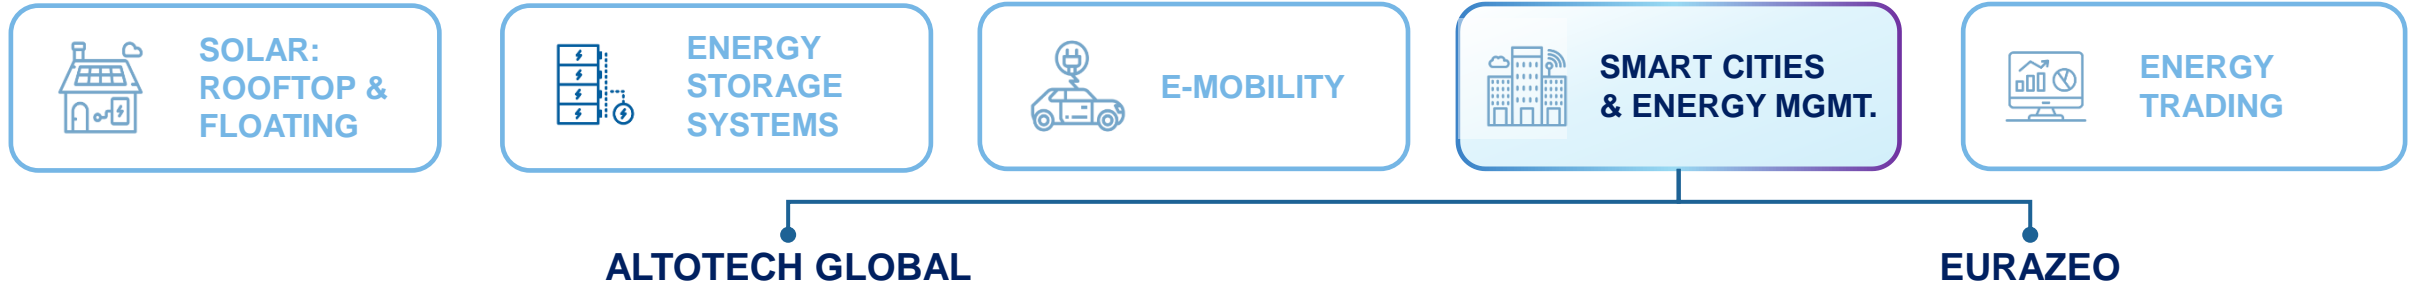 SOLAR:
ROOFTOP &
FLOATING
ENERGY
STORAGE
SYSTEMS
E-MOBILITY
SMART CITIES
& ENERGY MGMT.
ENERGY
TRADING
ALTOTECH GLOBAL
EURAZEO